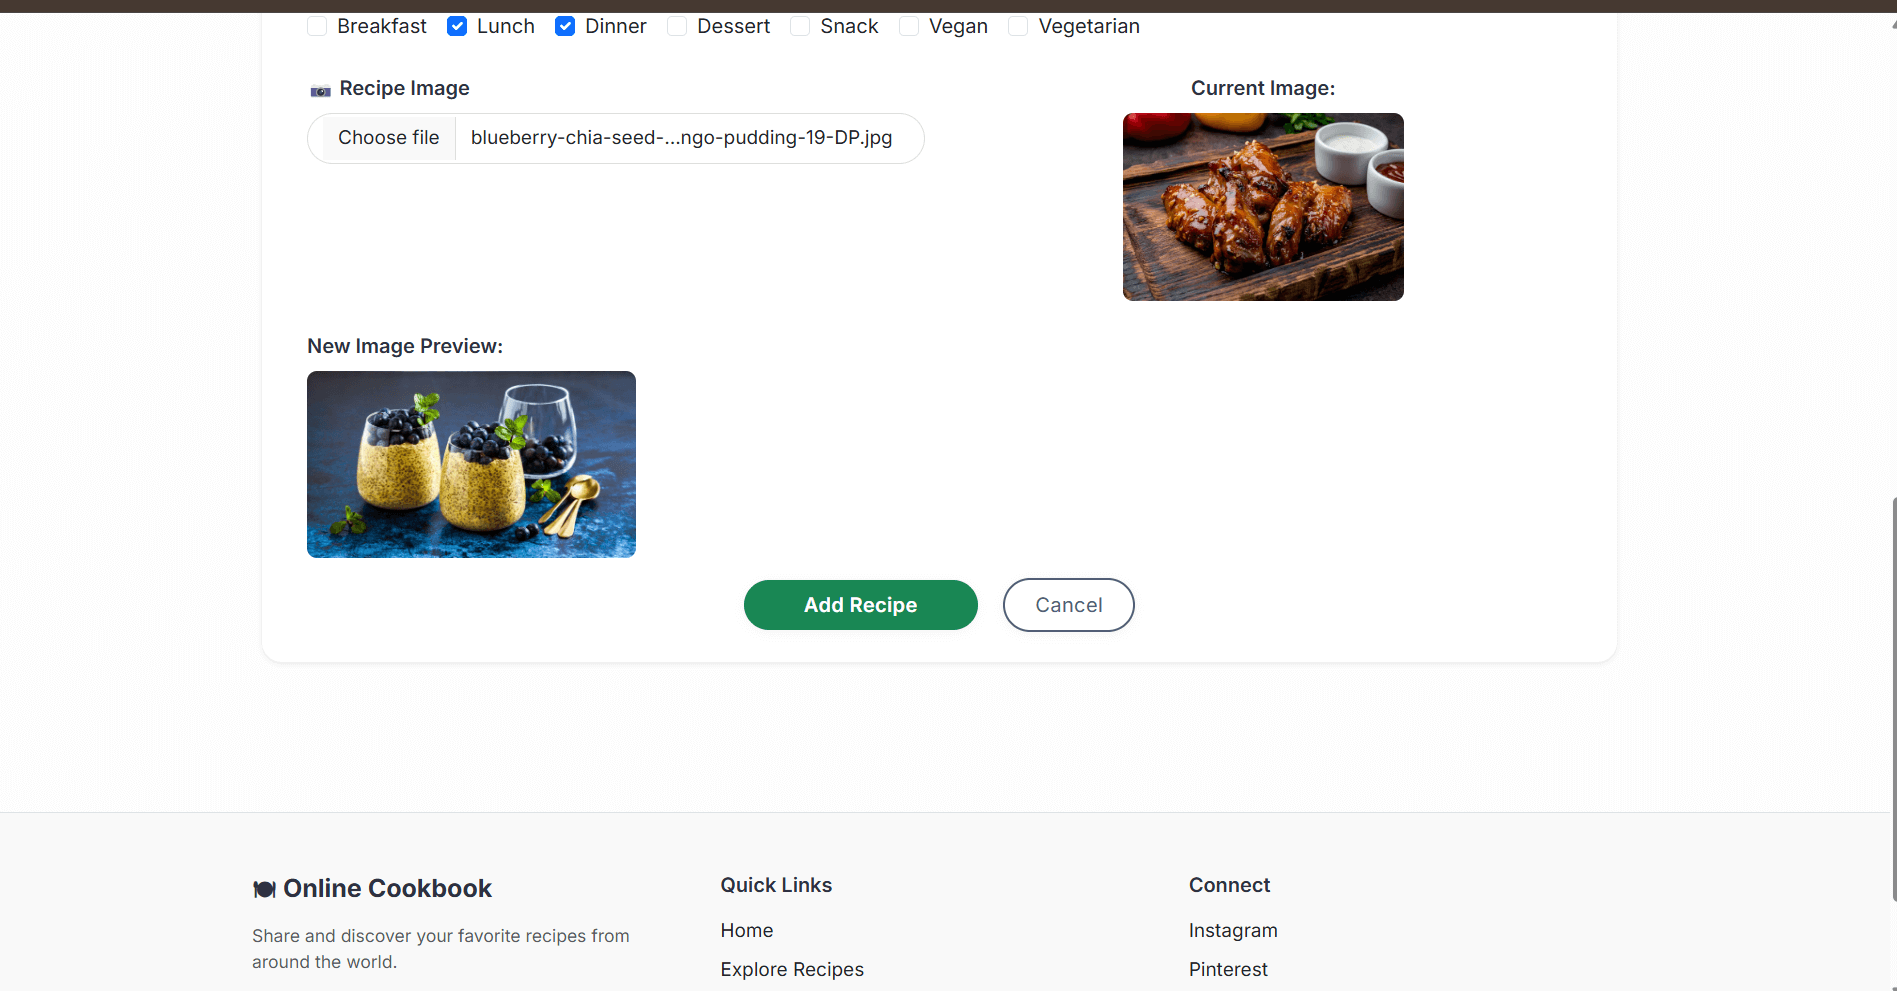 Breakfast Lunch Dinner Dessert Snack Vegan Vegetarian
Recipe Image
Choose file blueberry-chia-seed-...ngo-pudding-19-DP.jpg
Current Image:
New Image Preview:
Add Recipe Cancel
Online Cookbook
Share and discover your favorite recipes from
around the world.
Quick Links
Home
Explore Recipes
Connect
Instagram
Pinterest